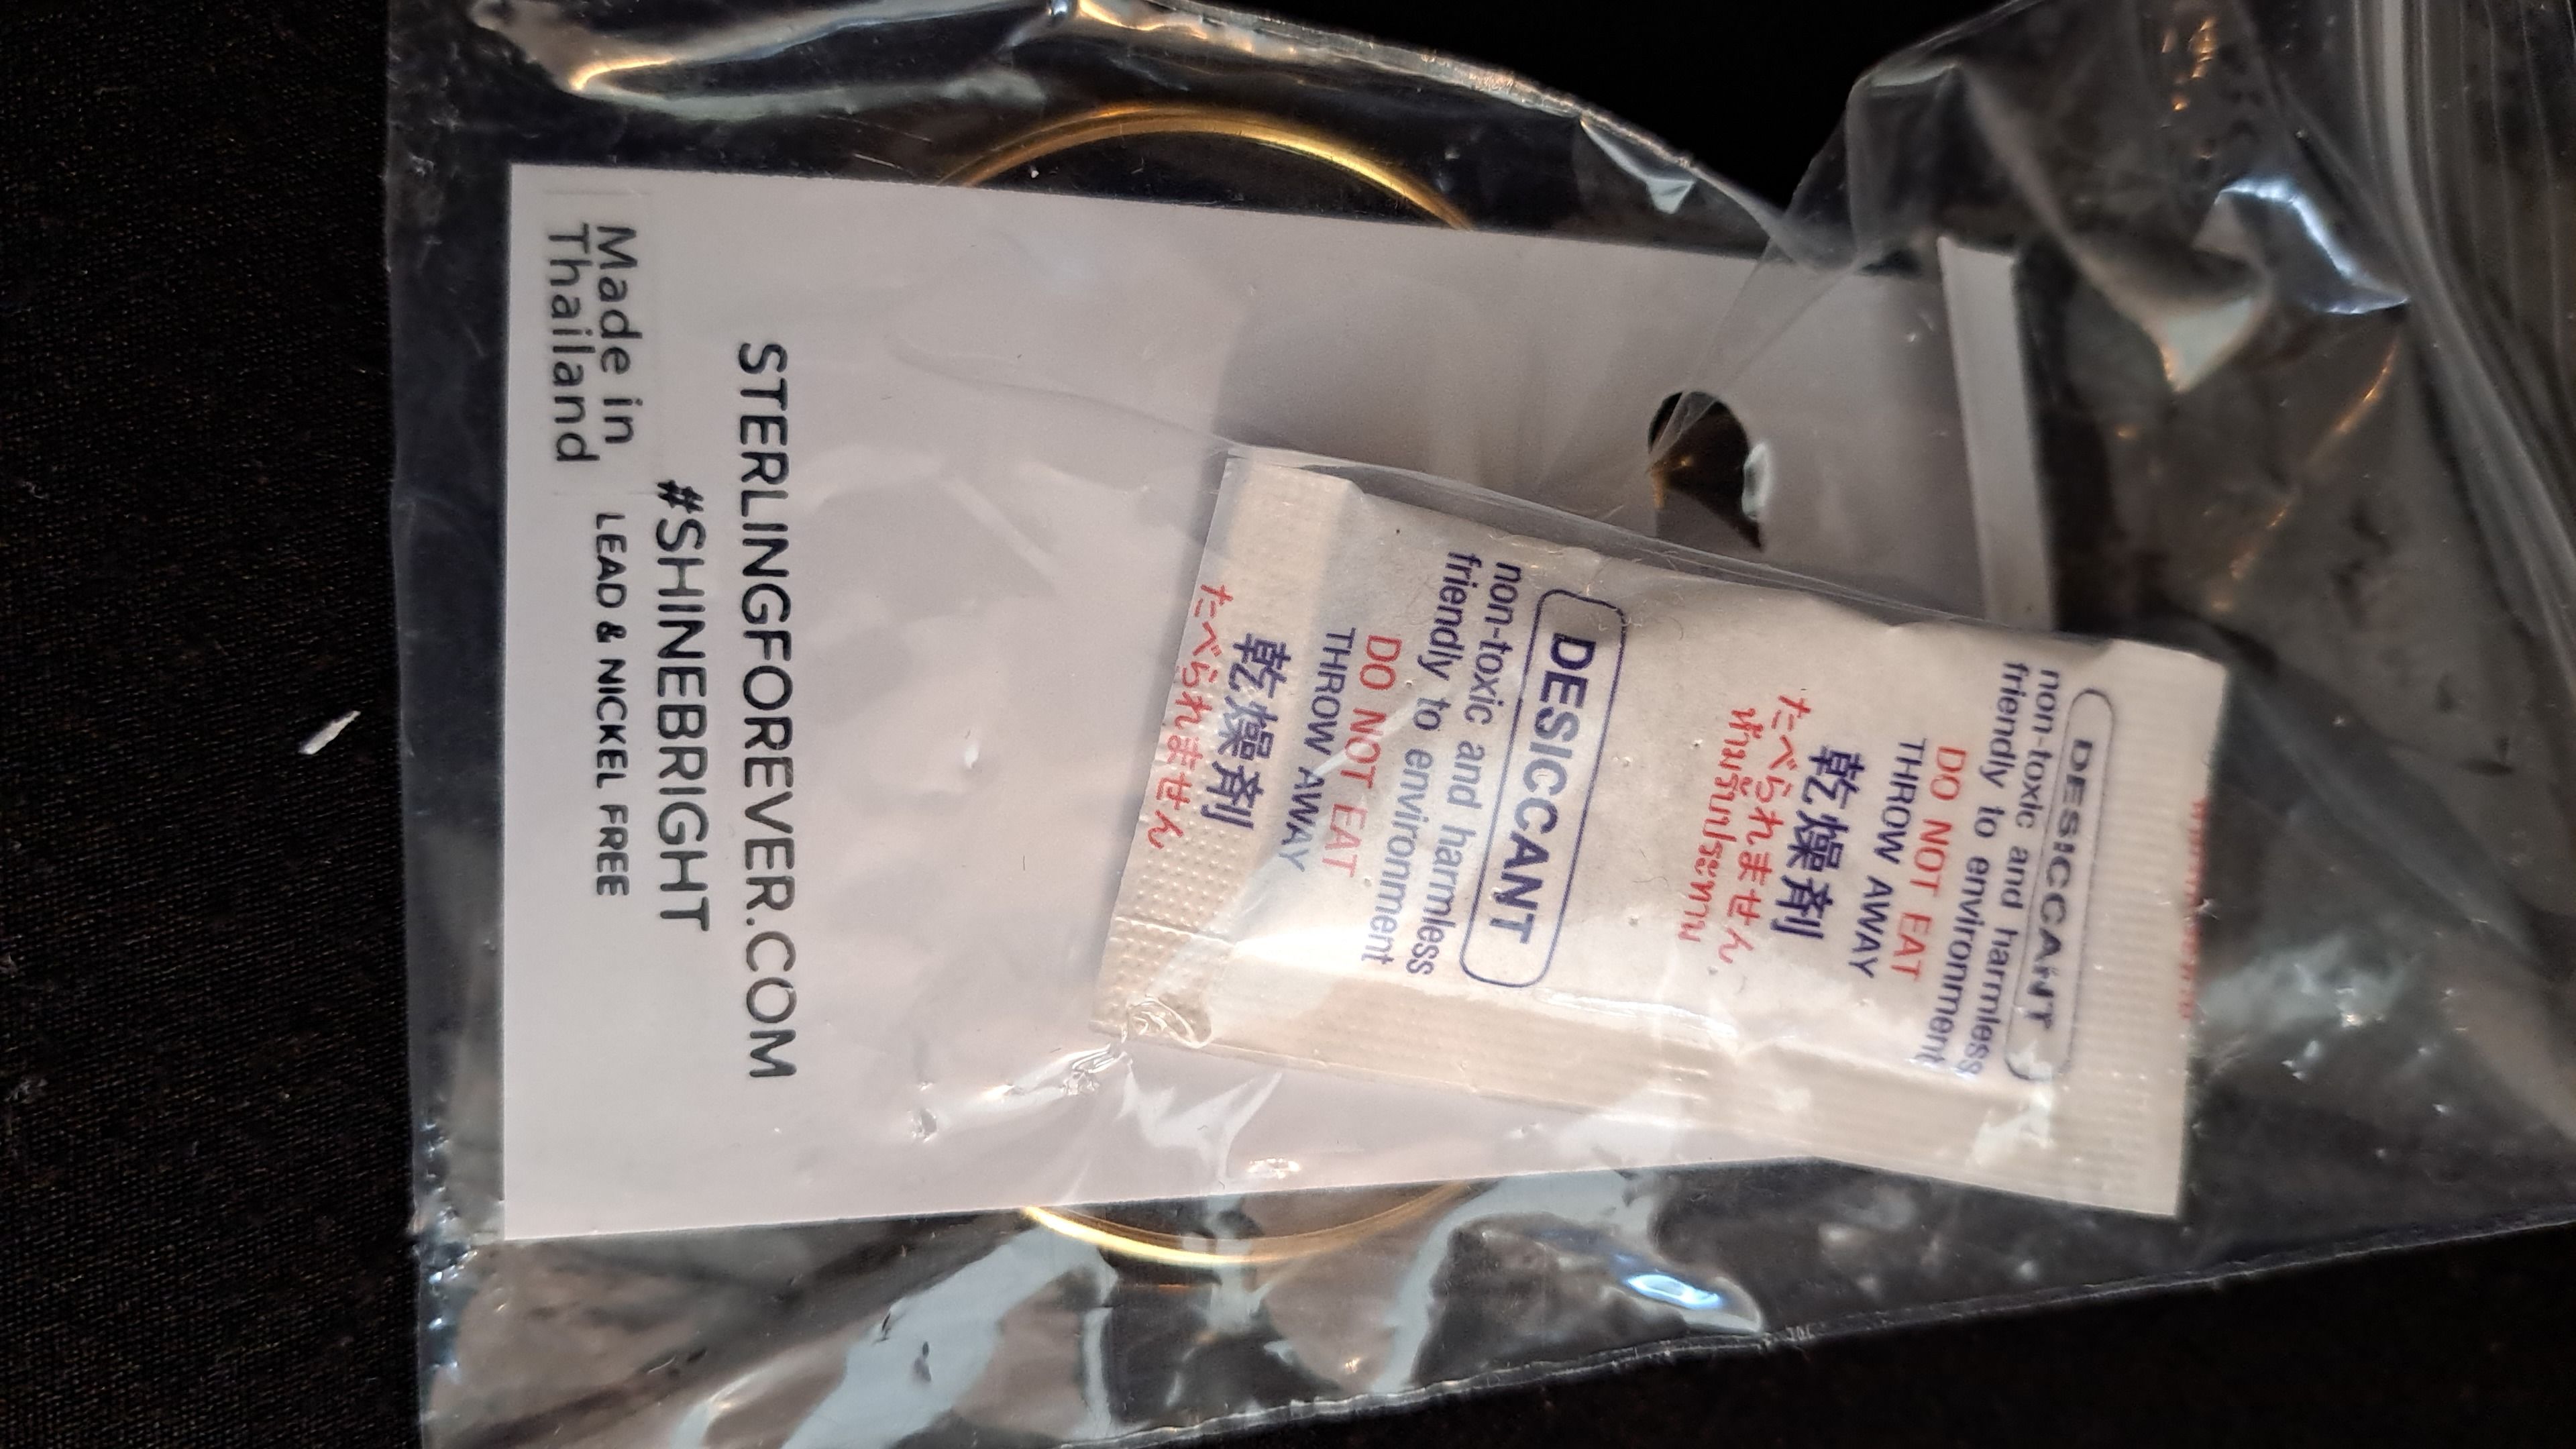 STERLINGFOREVER.COM
#SHINEBRIGHT
LEAD & NICKEL FREE
Made in
Thailand
DESICCANT
non-toxic and harmless
friendly to environment
DO NOT EAT
THROW AWAY
乾燥剤
たべられません
ห้ามรับประทาน
DESICCANT
non-toxic and harmless
friendly to environment
DO NOT EAT
THROW AWAY
乾燥剤
たべられません